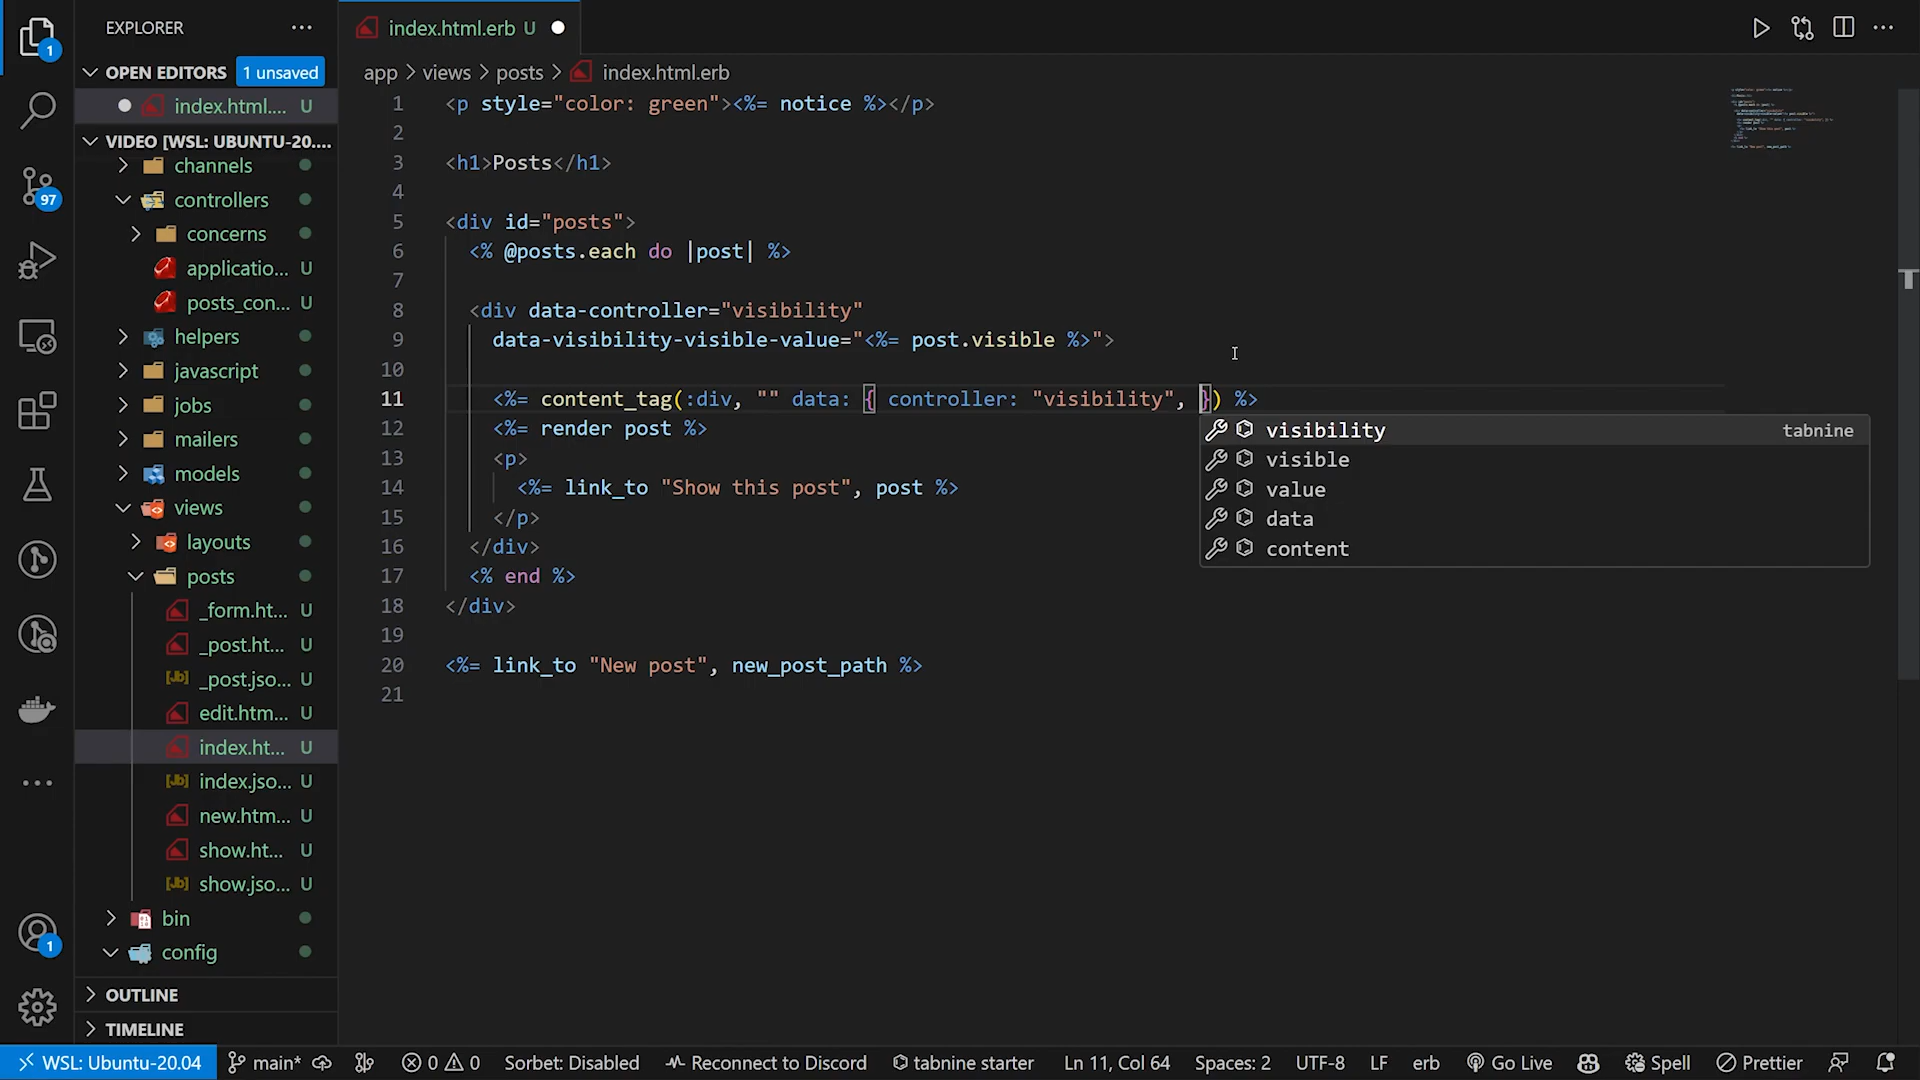 EXPLORER
OPEN EDITORS 1 unsaved
index.html.... U
VIDEO [WSL: UBUNTU-20....
channels
controllers
concerns
applicatio... U
posts_con... U
helpers
javascript
jobs
mailers
models
views
layouts
posts
_form.ht... U
_post.ht... U
_post.jso... U
edit.htm... U
index.ht... U
index.jso... U
new.htm... U
show.ht... U
show.jso... U
bin
config
OUTLINE
TIMELINE
1
97
1
index.html.erb U
app > views > posts > index.html.erb
1 <p style="color: green"><%= notice %></p>
2
3 <h1>Posts</h1>
4
5 <div id="posts">
6 <% @posts.each do |post| %>
7
8 <div data-controller="visibility"
9 data-visibility-visible-value="<%= post.visible %>">
10
11 <%= content_tag(:div, "" data: { controller: "visibility", }) %>
12 <%= render post %>
13 <p>
14 <%= link_to "Show this post", post %>
15 </p>
16 </div>
17 <% end %>
18 </div>
19
20 <%= link_to "New post", new_post_path %>
21
visibility tabnine
visible
value
data
content
WSL: Ubuntu-20.04 main* 0 0 Sorbet: Disabled Reconnect to Discord tabnine starter Ln 11, Col 64 Spaces: 2 UTF-8 LF erb Go Live Spell Prettier